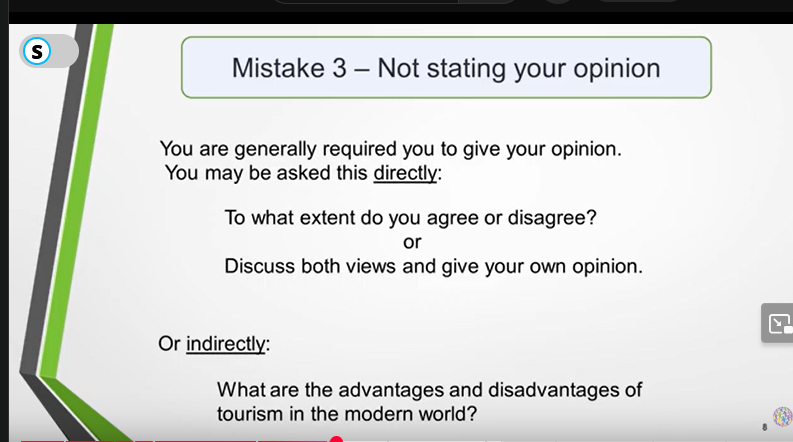 S
Mistake 3 – Not stating your opinion
You are generally required you to give your opinion.
You may be asked this directly:
To what extent do you agree or disagree?
or
Discuss both views and give your own opinion.
Or indirectly:
What are the advantages and disadvantages of
tourism in the modern world?
8